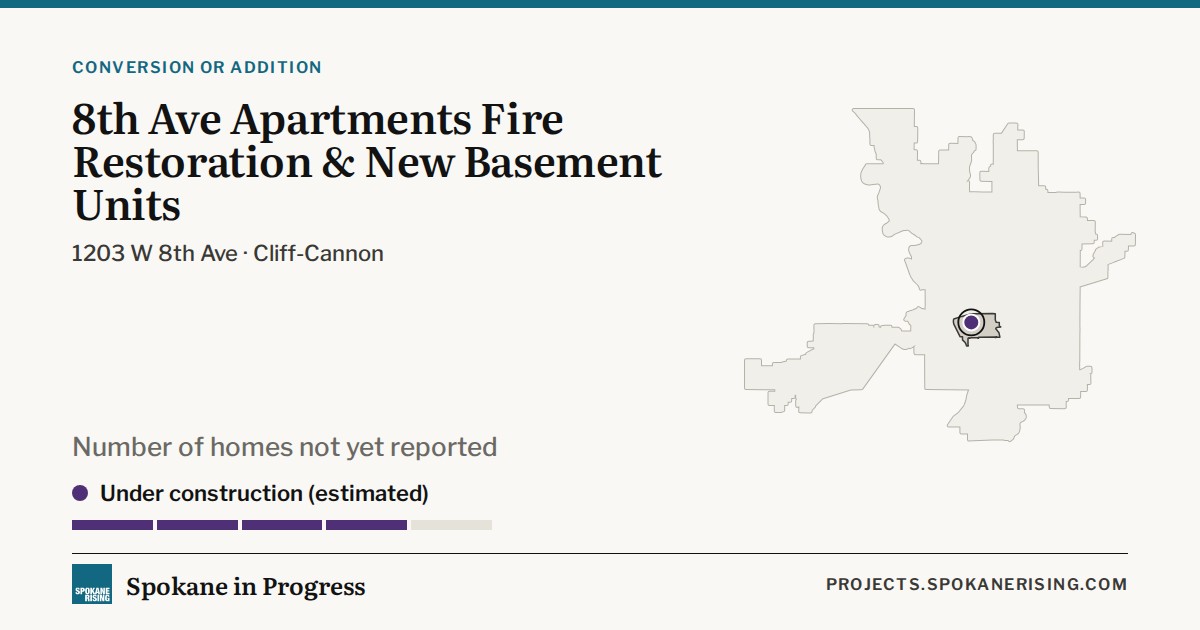 CONVERSION OR ADDITION
8th Ave Apartments Fire
Restoration & New Basement
Units
1203 W 8th Ave · Cliff-Cannon
Number of homes not yet reported
Under construction (estimated)
SPOKANE
RISING
Spokane in Progress
PROJECTS.SPOKANERISING.COM